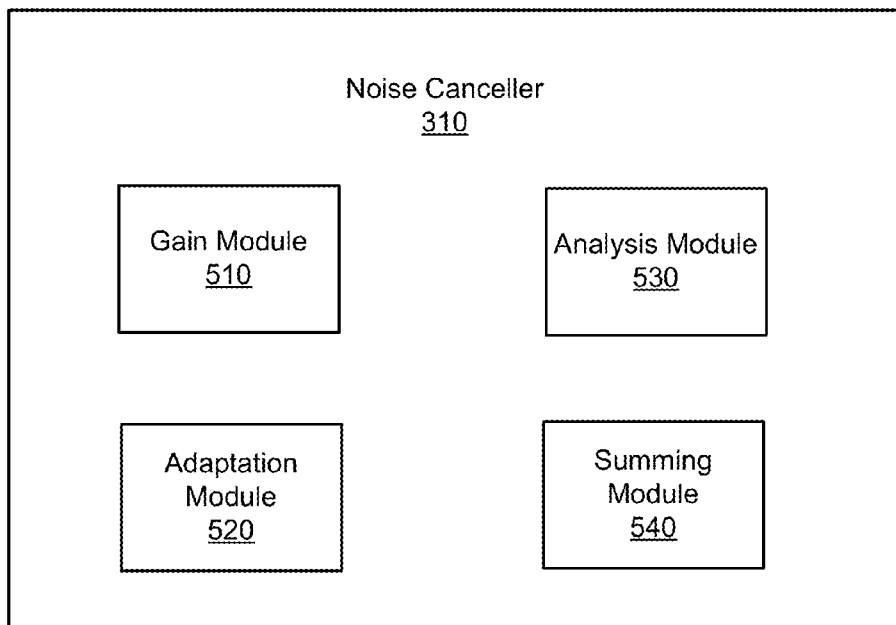 Noise Canceller
310
Gain Module
510
Analysis Module
530
Adaptation
Module
520
Summing
Module
540